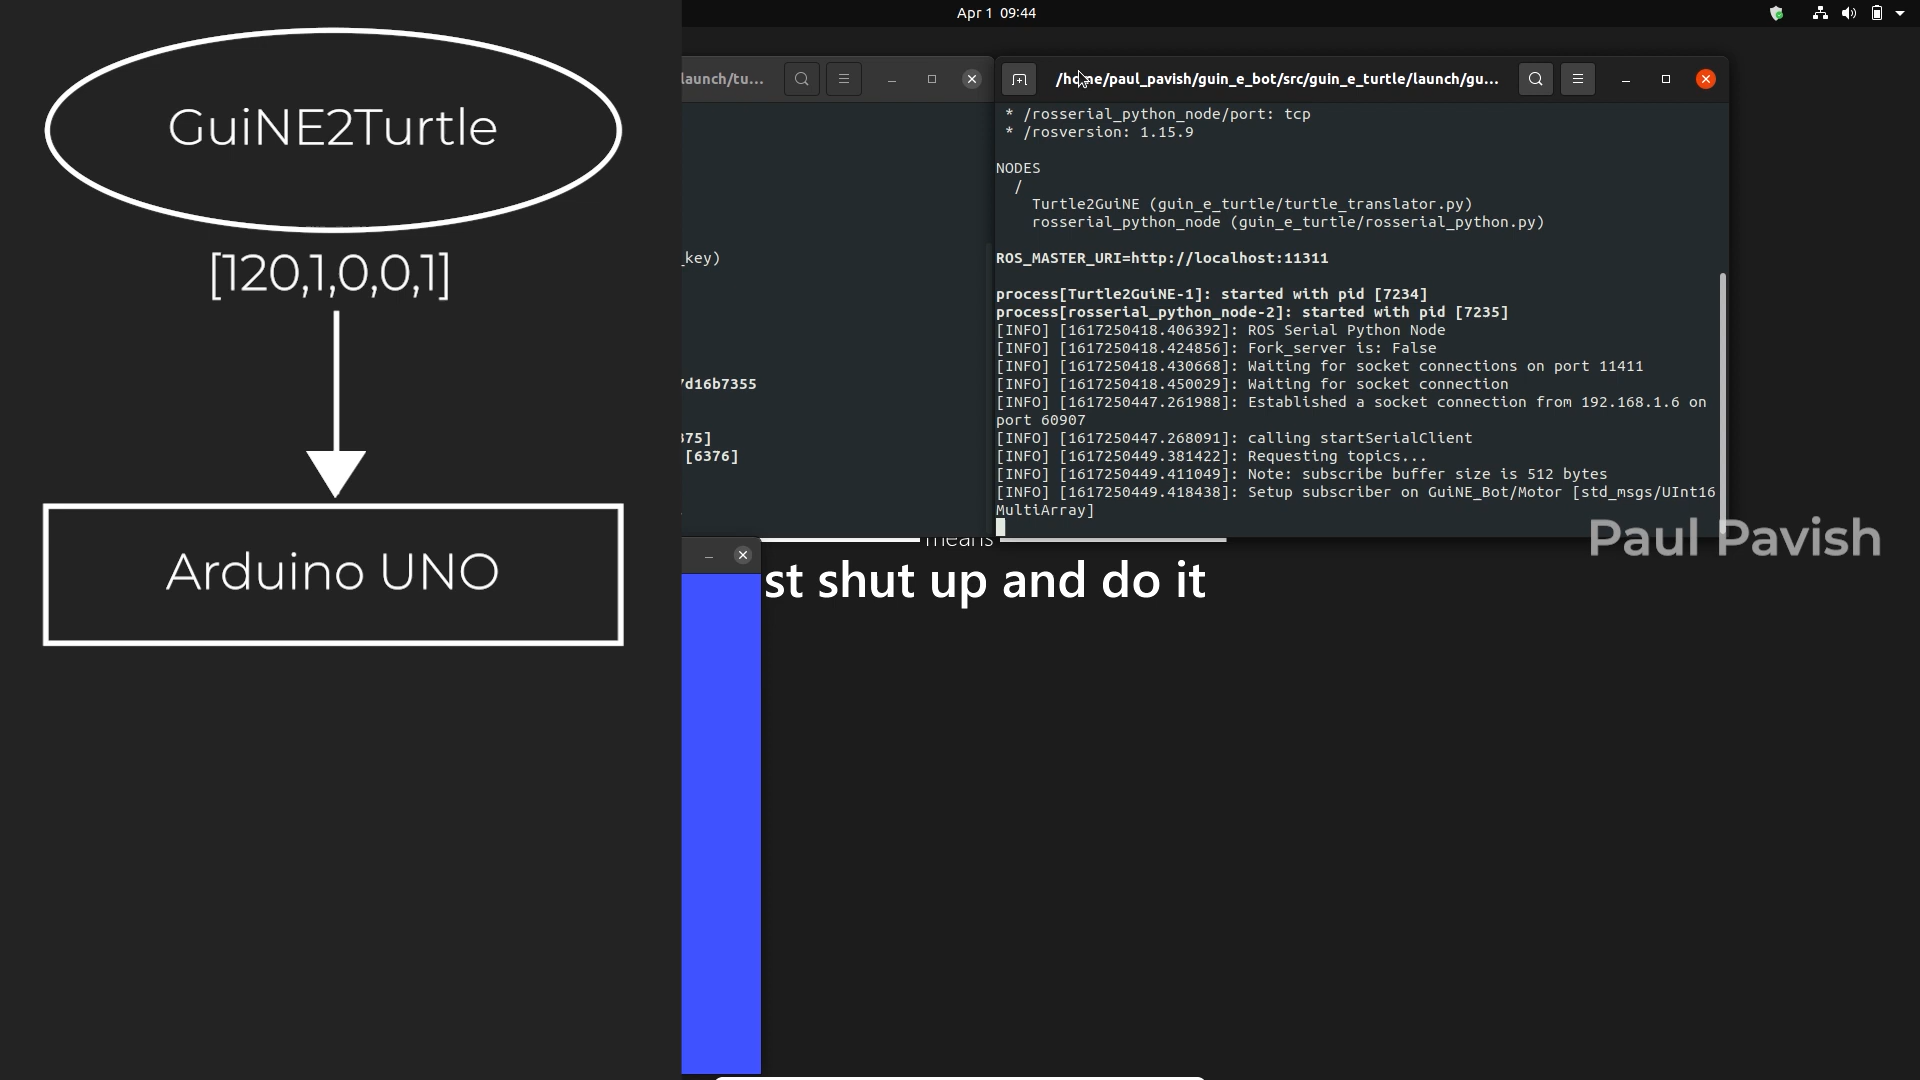 GuiNE2Turtle
[120,1,0,0,1]
Arduino UNO
Apr 1 09:44
launch/tu...
_key)
7d16b7355
375]
[6376]
/home/paul_pavish/guin_e_bot/src/guin_e_turtle/launch/gu...
* /rosserial_python_node/port: tcp
* /rosversion: 1.15.9
NODES
/
Turtle2GuiNE (guin_e_turtle/turtle_translator.py)
rosserial_python_node (guin_e_turtle/rosserial_python.py)
ROS_MASTER_URI=http://localhost:11311
process[Turtle2GuiNE-1]: started with pid [7234]
process[rosserial_python_node-2]: started with pid [7235]
[INFO] [1617250418.406392]: ROS Serial Python Node
[INFO] [1617250418.424856]: Fork_server is: False
[INFO] [1617250418.430668]: Waiting for socket connections on port 11411
[INFO] [1617250418.450029]: Waiting for socket connection
[INFO] [1617250447.261988]: Established a socket connection from 192.168.1.6 on
port 60907
[INFO] [1617250447.268091]: calling startSerialClient
[INFO] [1617250449.381422]: Requesting topics...
[INFO] [1617250449.411049]: Note: subscribe buffer size is 512 bytes
[INFO] [1617250449.418438]: Setup subscriber on GuiNE_Bot/Motor [std_msgs/UInt16
MultiArray]
means
st shut up and do it
Paul Pavish